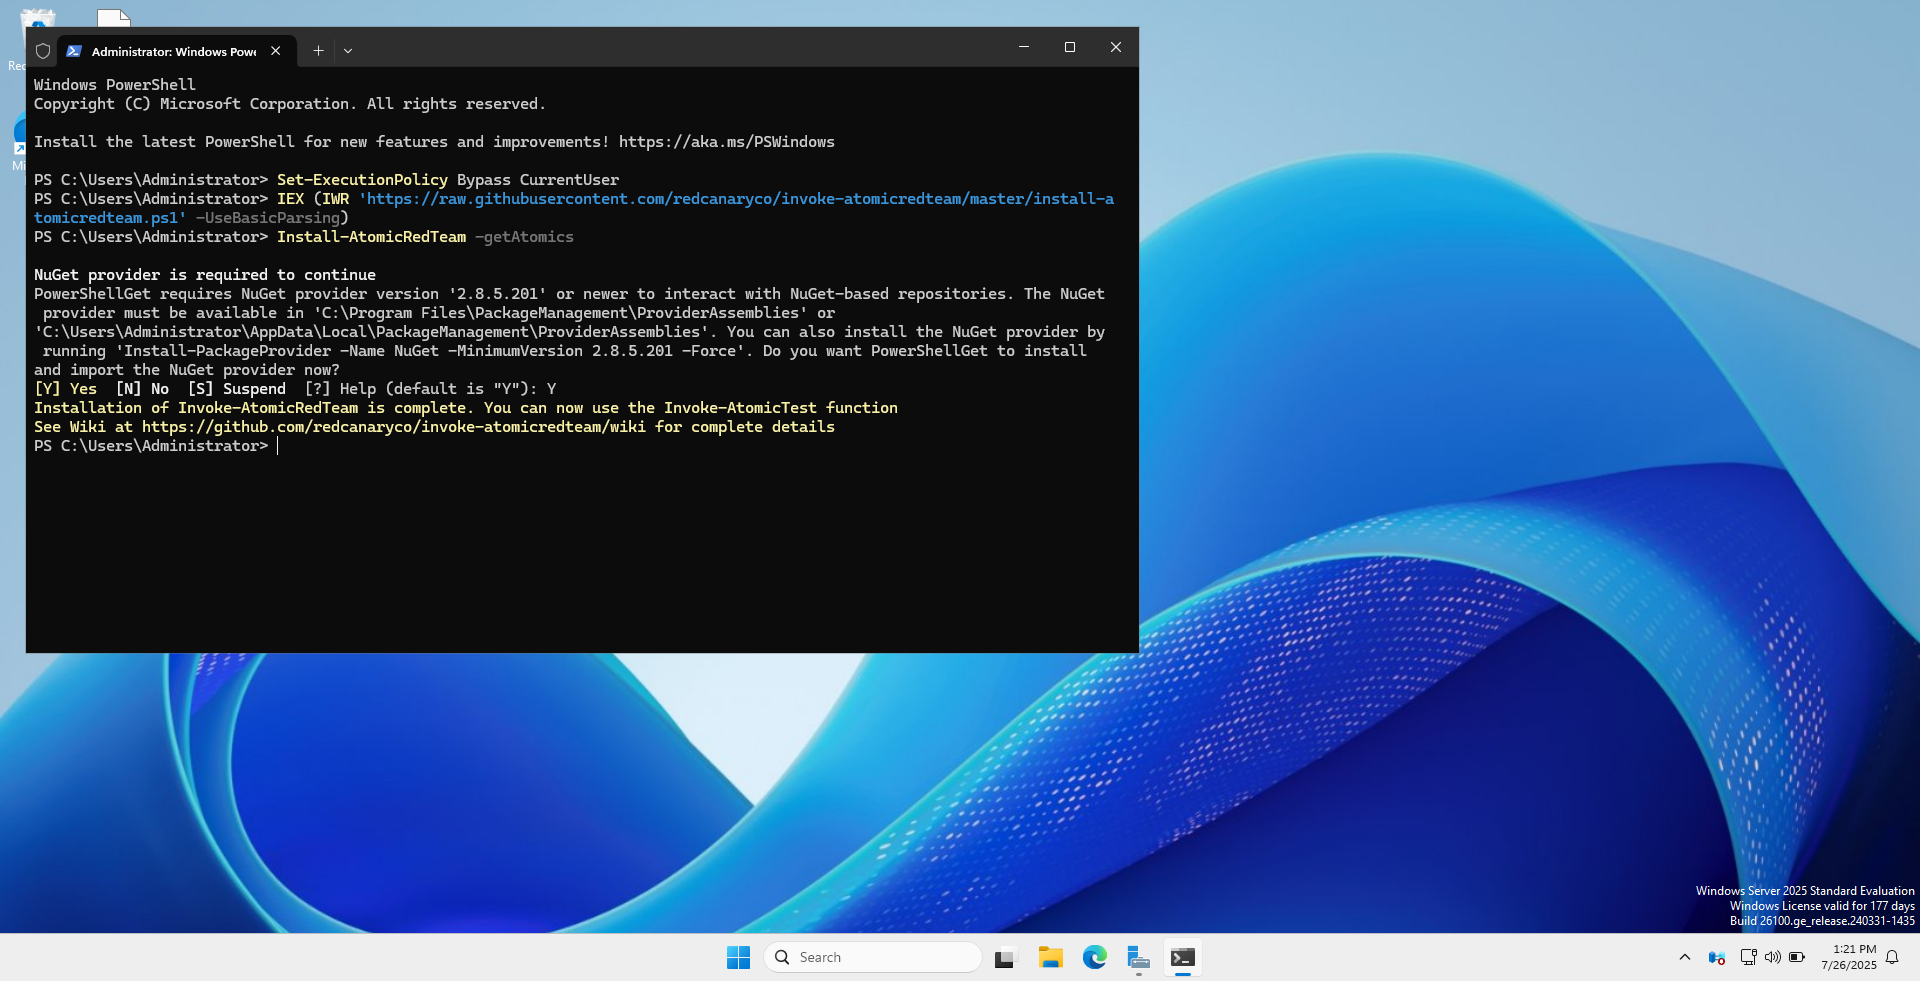 Administrator: Windows Powe
Windows PowerShell
Copyright (C) Microsoft Corporation. All rights reserved.
Install the latest PowerShell for new features and improvements! https://aka.ms/PSWindows
PS C:\Users\Administrator> Set-ExecutionPolicy Bypass CurrentUser
PS C:\Users\Administrator> IEX (IWR 'https://raw.githubusercontent.com/redcanaryco/invoke-atomicredteam/master/install-a
tomicredteam.ps1' -UseBasicParsing)
PS C:\Users\Administrator> Install-AtomicRedTeam -getAtomics
NuGet provider is required to continue
PowerShellGet requires NuGet provider version '2.8.5.201' or newer to interact with NuGet-based repositories. The NuGet
provider must be available in 'C:\Program Files\PackageManagement\ProviderAssemblies' or
'C:\Users\Administrator\AppData\Local\PackageManagement\ProviderAssemblies'. You can also install the NuGet provider by
running 'Install-PackageProvider -Name NuGet -MinimumVersion 2.8.5.201 -Force'. Do you want PowerShellGet to install
and import the NuGet provider now?
[Y] Yes  [N] No  [S] Suspend  [?] Help (default is "Y"): Y
Installation of Invoke-AtomicRedTeam is complete. You can now use the Invoke-AtomicTest function
See Wiki at https://github.com/redcanaryco/invoke-atomicredteam/wiki for complete details
PS C:\Users\Administrator>
Rec
Mi
Windows Server 2025 Standard Evaluation
Windows License valid for 177 days
Build 26100.ge_release.240331-1435
Search
1:21 PM
7/26/2025